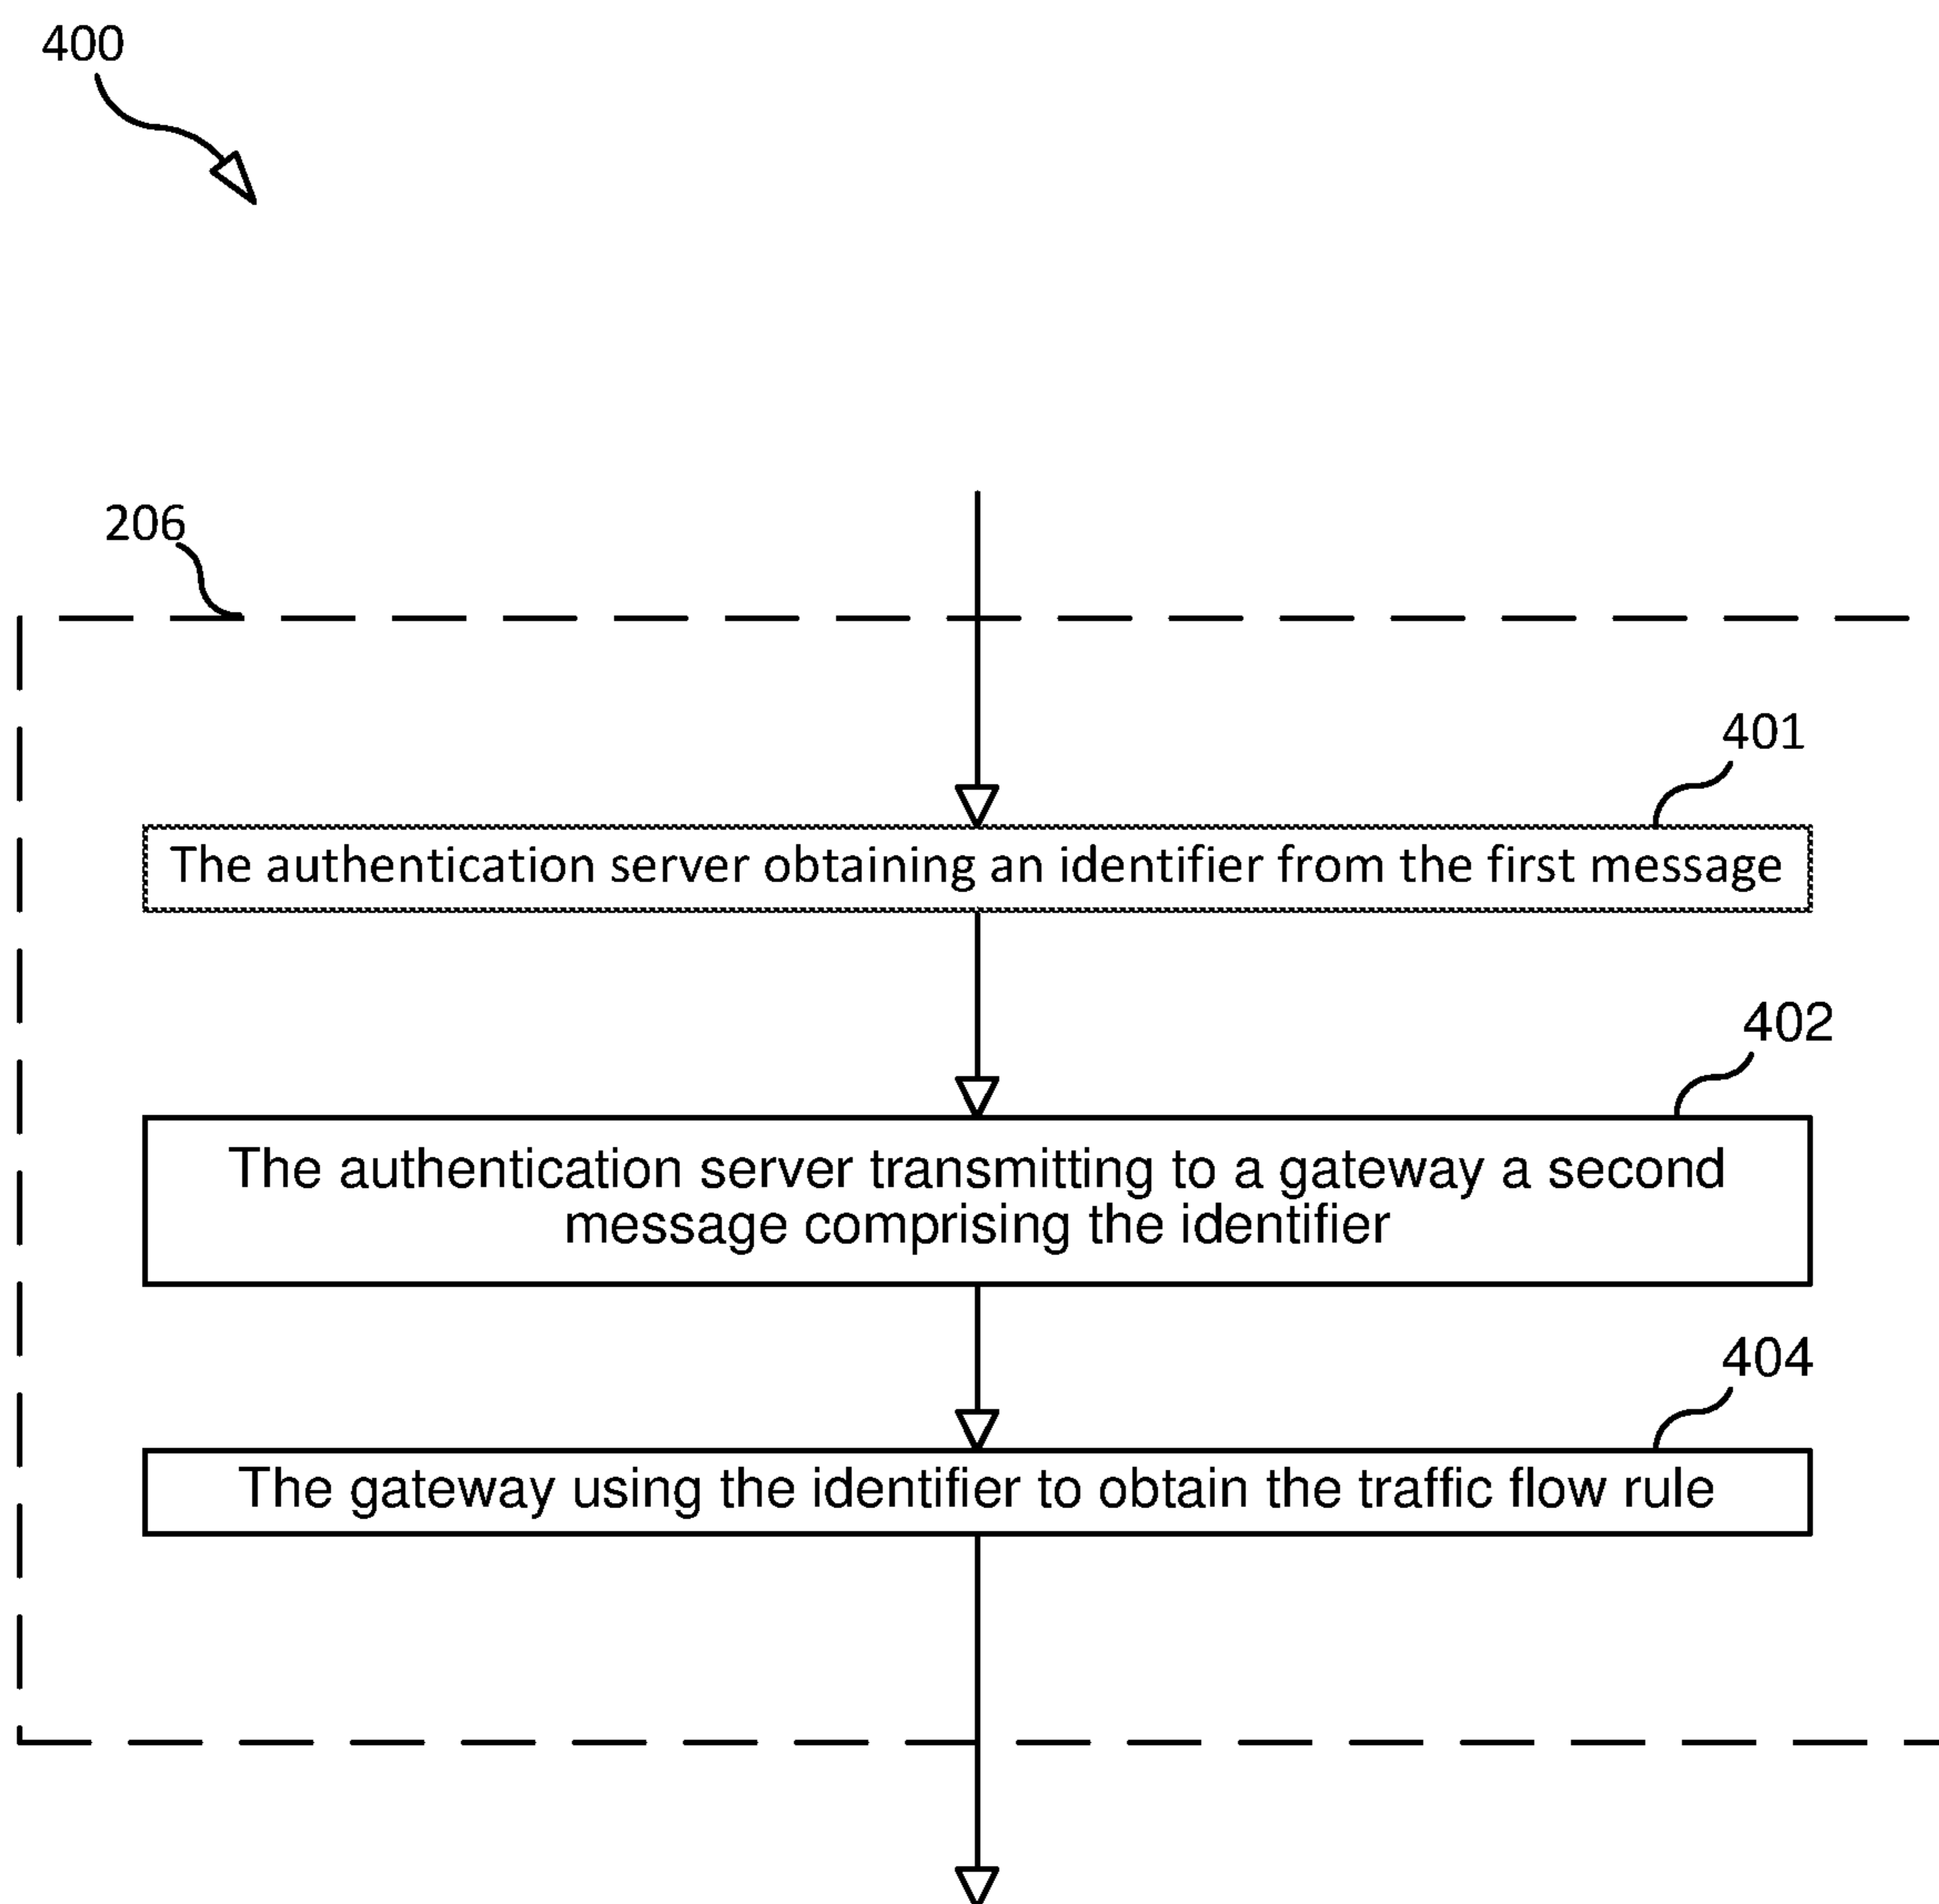 400
206
401
The authentication server obtaining an identifier from the first message
402
The authentication server transmitting to a gateway a second
message comprising the identifier
404
The gateway using the identifier to obtain the traffic flow rule